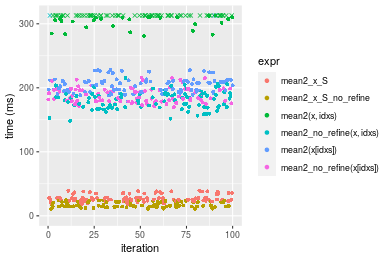 300
200
100
0
time (ms)
0
25
50
75
100
iteration
expr
mean2_x_S
mean2_x_S_no_refine
mean2(x, idxs)
mean2_no_refine(x, idxs)
mean2(x[idxs])
mean2_no_refine(x[idxs])